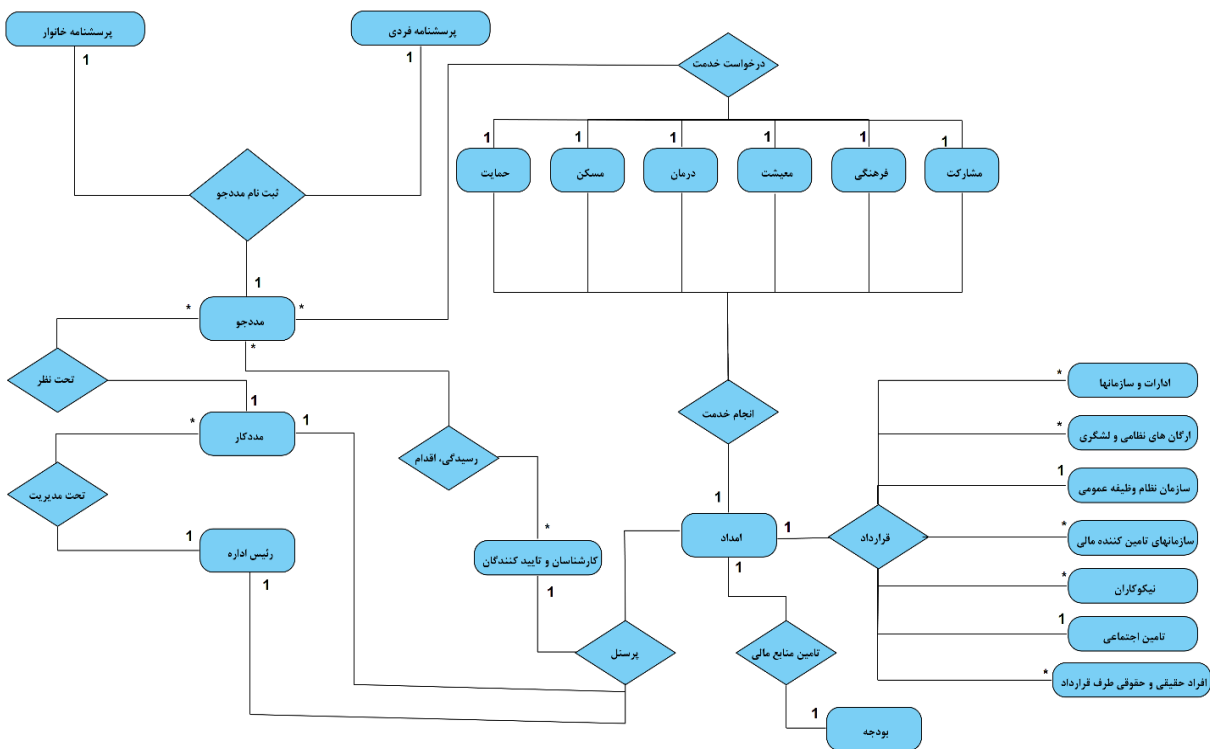 پرسشنامه خانوار
پرسشنامه فردی
1
1
درخواست خدمت
1
1
1
1
1
1
حمایت
مسکن
درمان
معیشت
فرهنگی
مشارکت
ثبت نام مددجو
1
*
*
مددجو
*
تحت نظر
1
*
1
مددکار
رسیدگی، اقدام
تحت مدیریت
1
رئیس اداره
1
*
کارشناسان و تایید کنندگان
1
پرسنل
انجام خدمت
1
امداد
1
1
تامین منابع مالی
1
بودجه
قرارداد
*
ادارات و سازمانها
*
ارگان های نظامی و لشگری
1
سازمان نظام وظیفه عمومی
*
سازمانهای تامین کننده مالی
*
نیکوکاران
1
تامین اجتماعی
*
افراد حقیقی و حقوقی طرف قرارداد